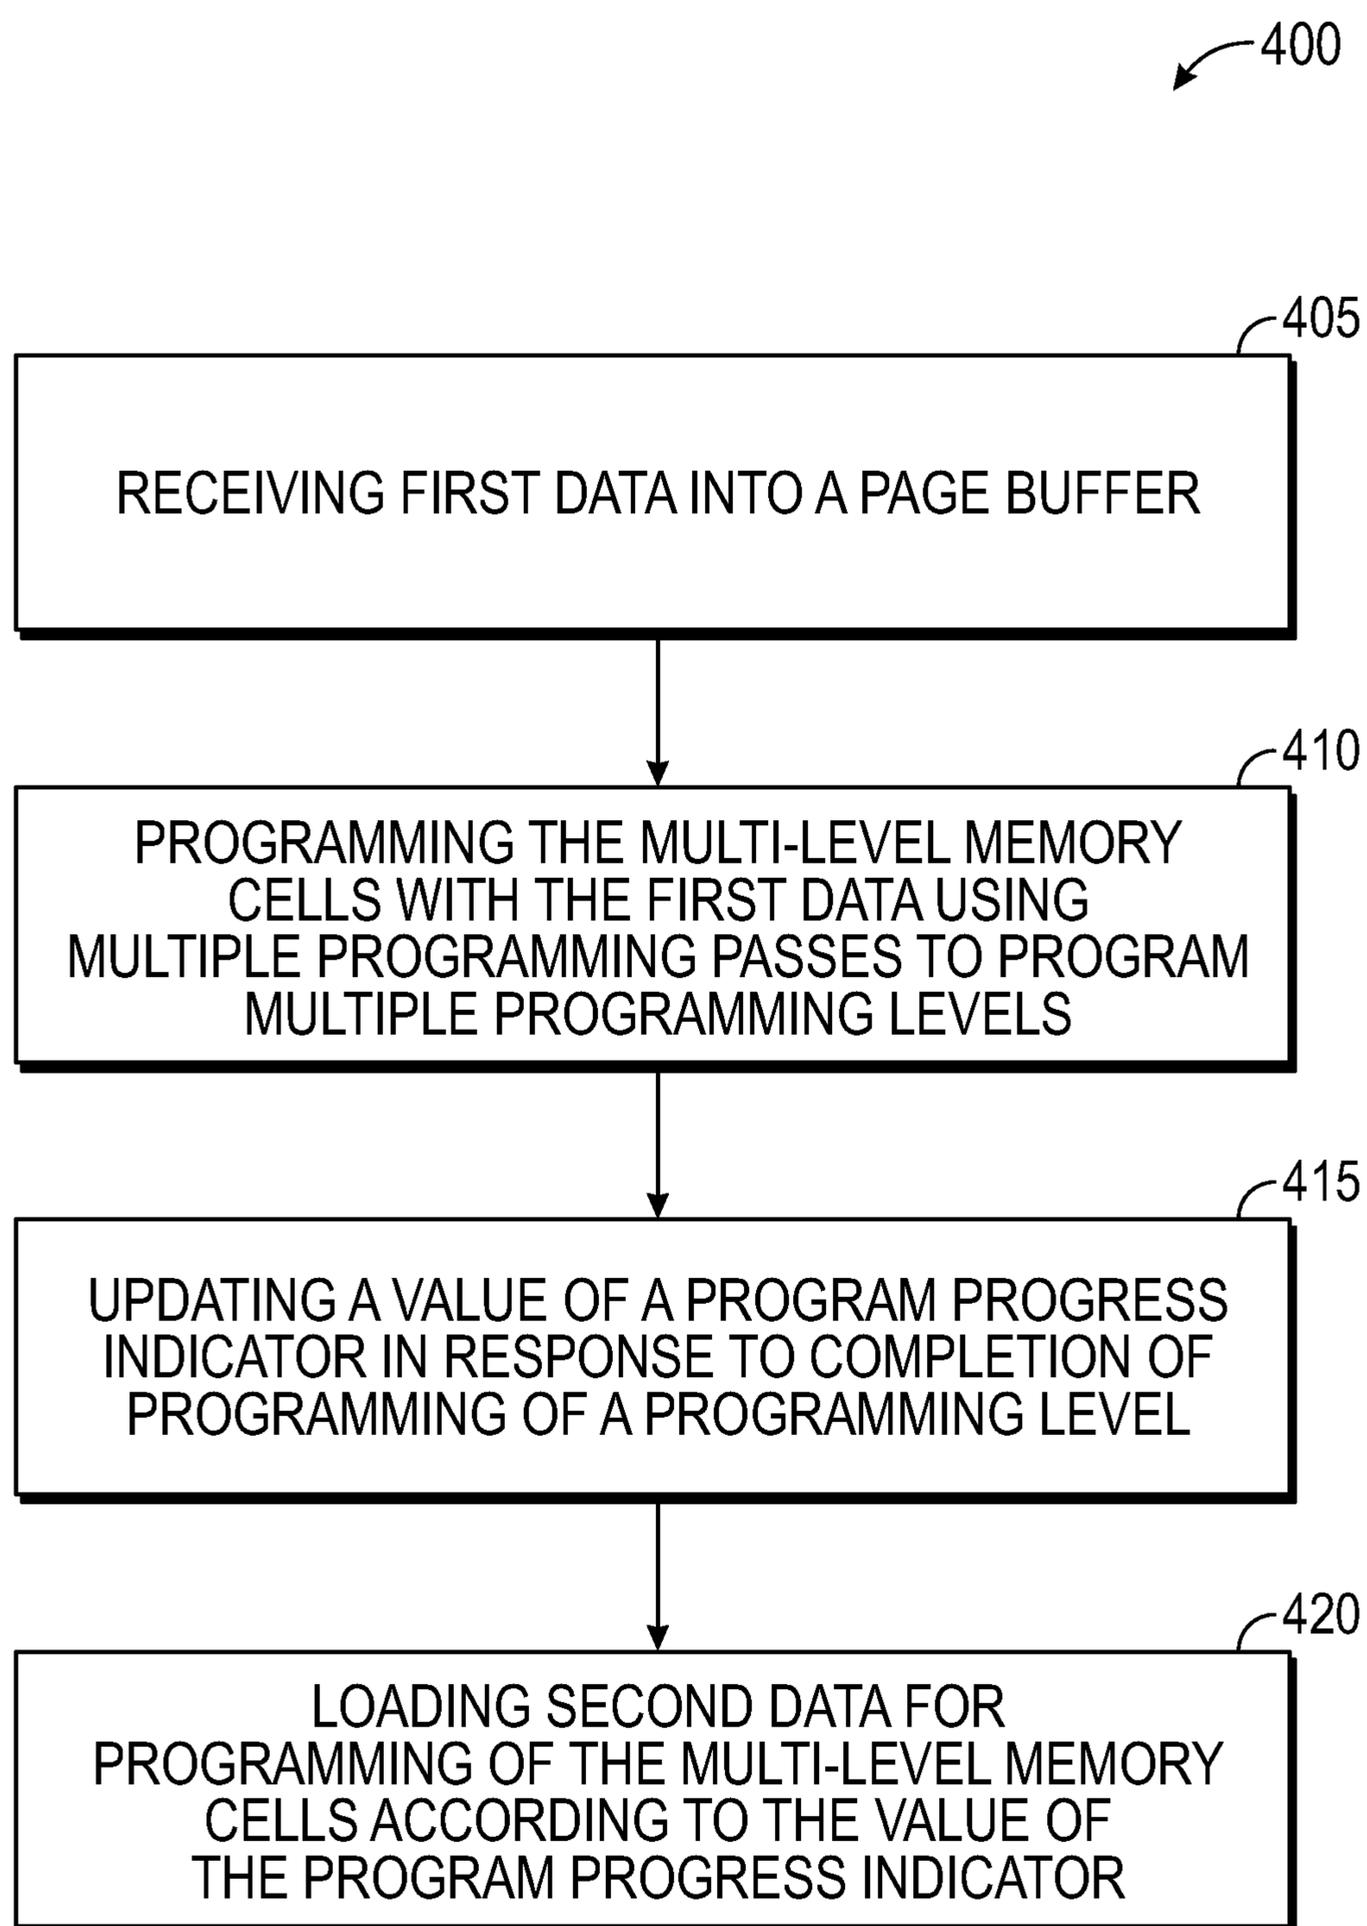 400
405
RECEIVING FIRST DATA INTO A PAGE BUFFER
410
PROGRAMMING THE MULTI-LEVEL MEMORY
CELLS WITH THE FIRST DATA USING
MULTIPLE PROGRAMMING PASSES TO PROGRAM
MULTIPLE PROGRAMMING LEVELS
415
UPDATING A VALUE OF A PROGRAM PROGRESS
INDICATOR IN RESPONSE TO COMPLETION OF
PROGRAMMING OF A PROGRAMMING LEVEL
420
LOADING SECOND DATA FOR
PROGRAMMING OF THE MULTI-LEVEL MEMORY
CELLS ACCORDING TO THE VALUE OF
THE PROGRAM PROGRESS INDICATOR